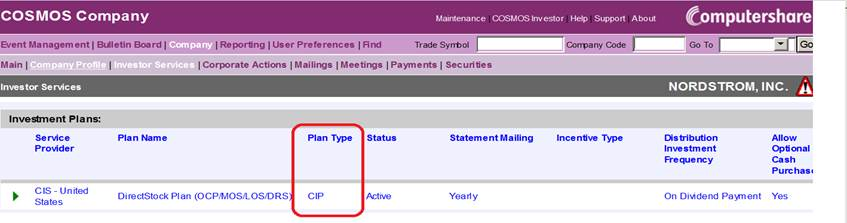 COSMOS Company
Maintenance | COSMOS Investor | Help | Support | About
Computershare
Event Management | Bulletin Board | Company | Reporting | User Preferences | Find
Trade Symbol
Company Code
Go To
Go
Main | Company Profile | Investor Services | Corporate Actions | Mailings | Meetings | Payments | Securities
Investor Services
NORDSTROM, INC.
Investment Plans:
Service Provider
Plan Name
Plan Type
Status
Statement Mailing
Incentive Type
Distribution Investment Frequency
Allow Optional Cash
CIS - United States
DirectStock Plan (OCP/MOS/LOS/DRS)
CIP
Active
Yearly
On Dividend Payment
Yes